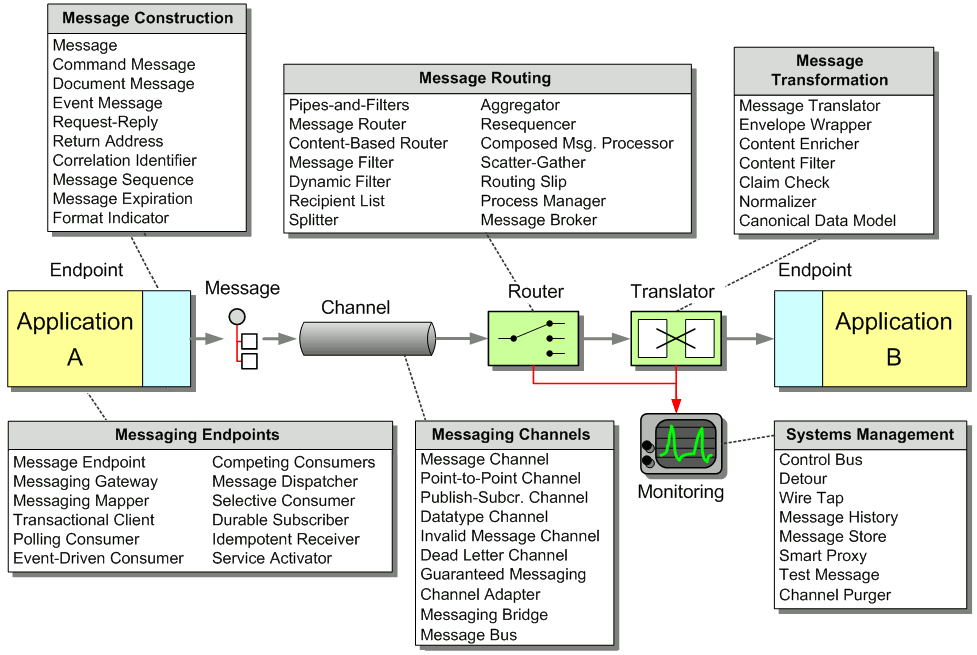 Message Construction
Message
Command Message
Document Message
Event Message
Request-Reply
Return Address
Correlation Identifier
Message Sequence
Message Expiration
Format Indicator
Message Routing
Pipes-and-Filters
Message Router
Content-Based Router
Message Filter
Dynamic Filter
Recipient List
Splitter
Aggregator
Resequencer
Composed Msg. Processor
Scatter-Gather
Routing Slip
Process Manager
Message Broker
Message
Transformation
Message Translator
Envelope Wrapper
Content Enricher
Content Filter
Claim Check
Normalizer
Canonical Data Model
Endpoint
Application
A
Message
Channel
Router
Translator
Endpoint
Application
B
Messaging Endpoints
Message Endpoint
Messaging Gateway
Messaging Mapper
Transactional Client
Polling Consumer
Event-Driven Consumer
Competing Consumers
Message Dispatcher
Selective Consumer
Durable Subscriber
Idempotent Receiver
Service Activator
Messaging Channels
Message Channel
Point-to-Point Channel
Publish-Subcr. Channel
Datatype Channel
Invalid Message Channel
Dead Letter Channel
Guaranteed Messaging
Channel Adapter
Messaging Bridge
Message Bus
Monitoring
Systems Management
Control Bus
Detour
Wire Tap
Message History
Message Store
Smart Proxy
Test Message
Channel Purger